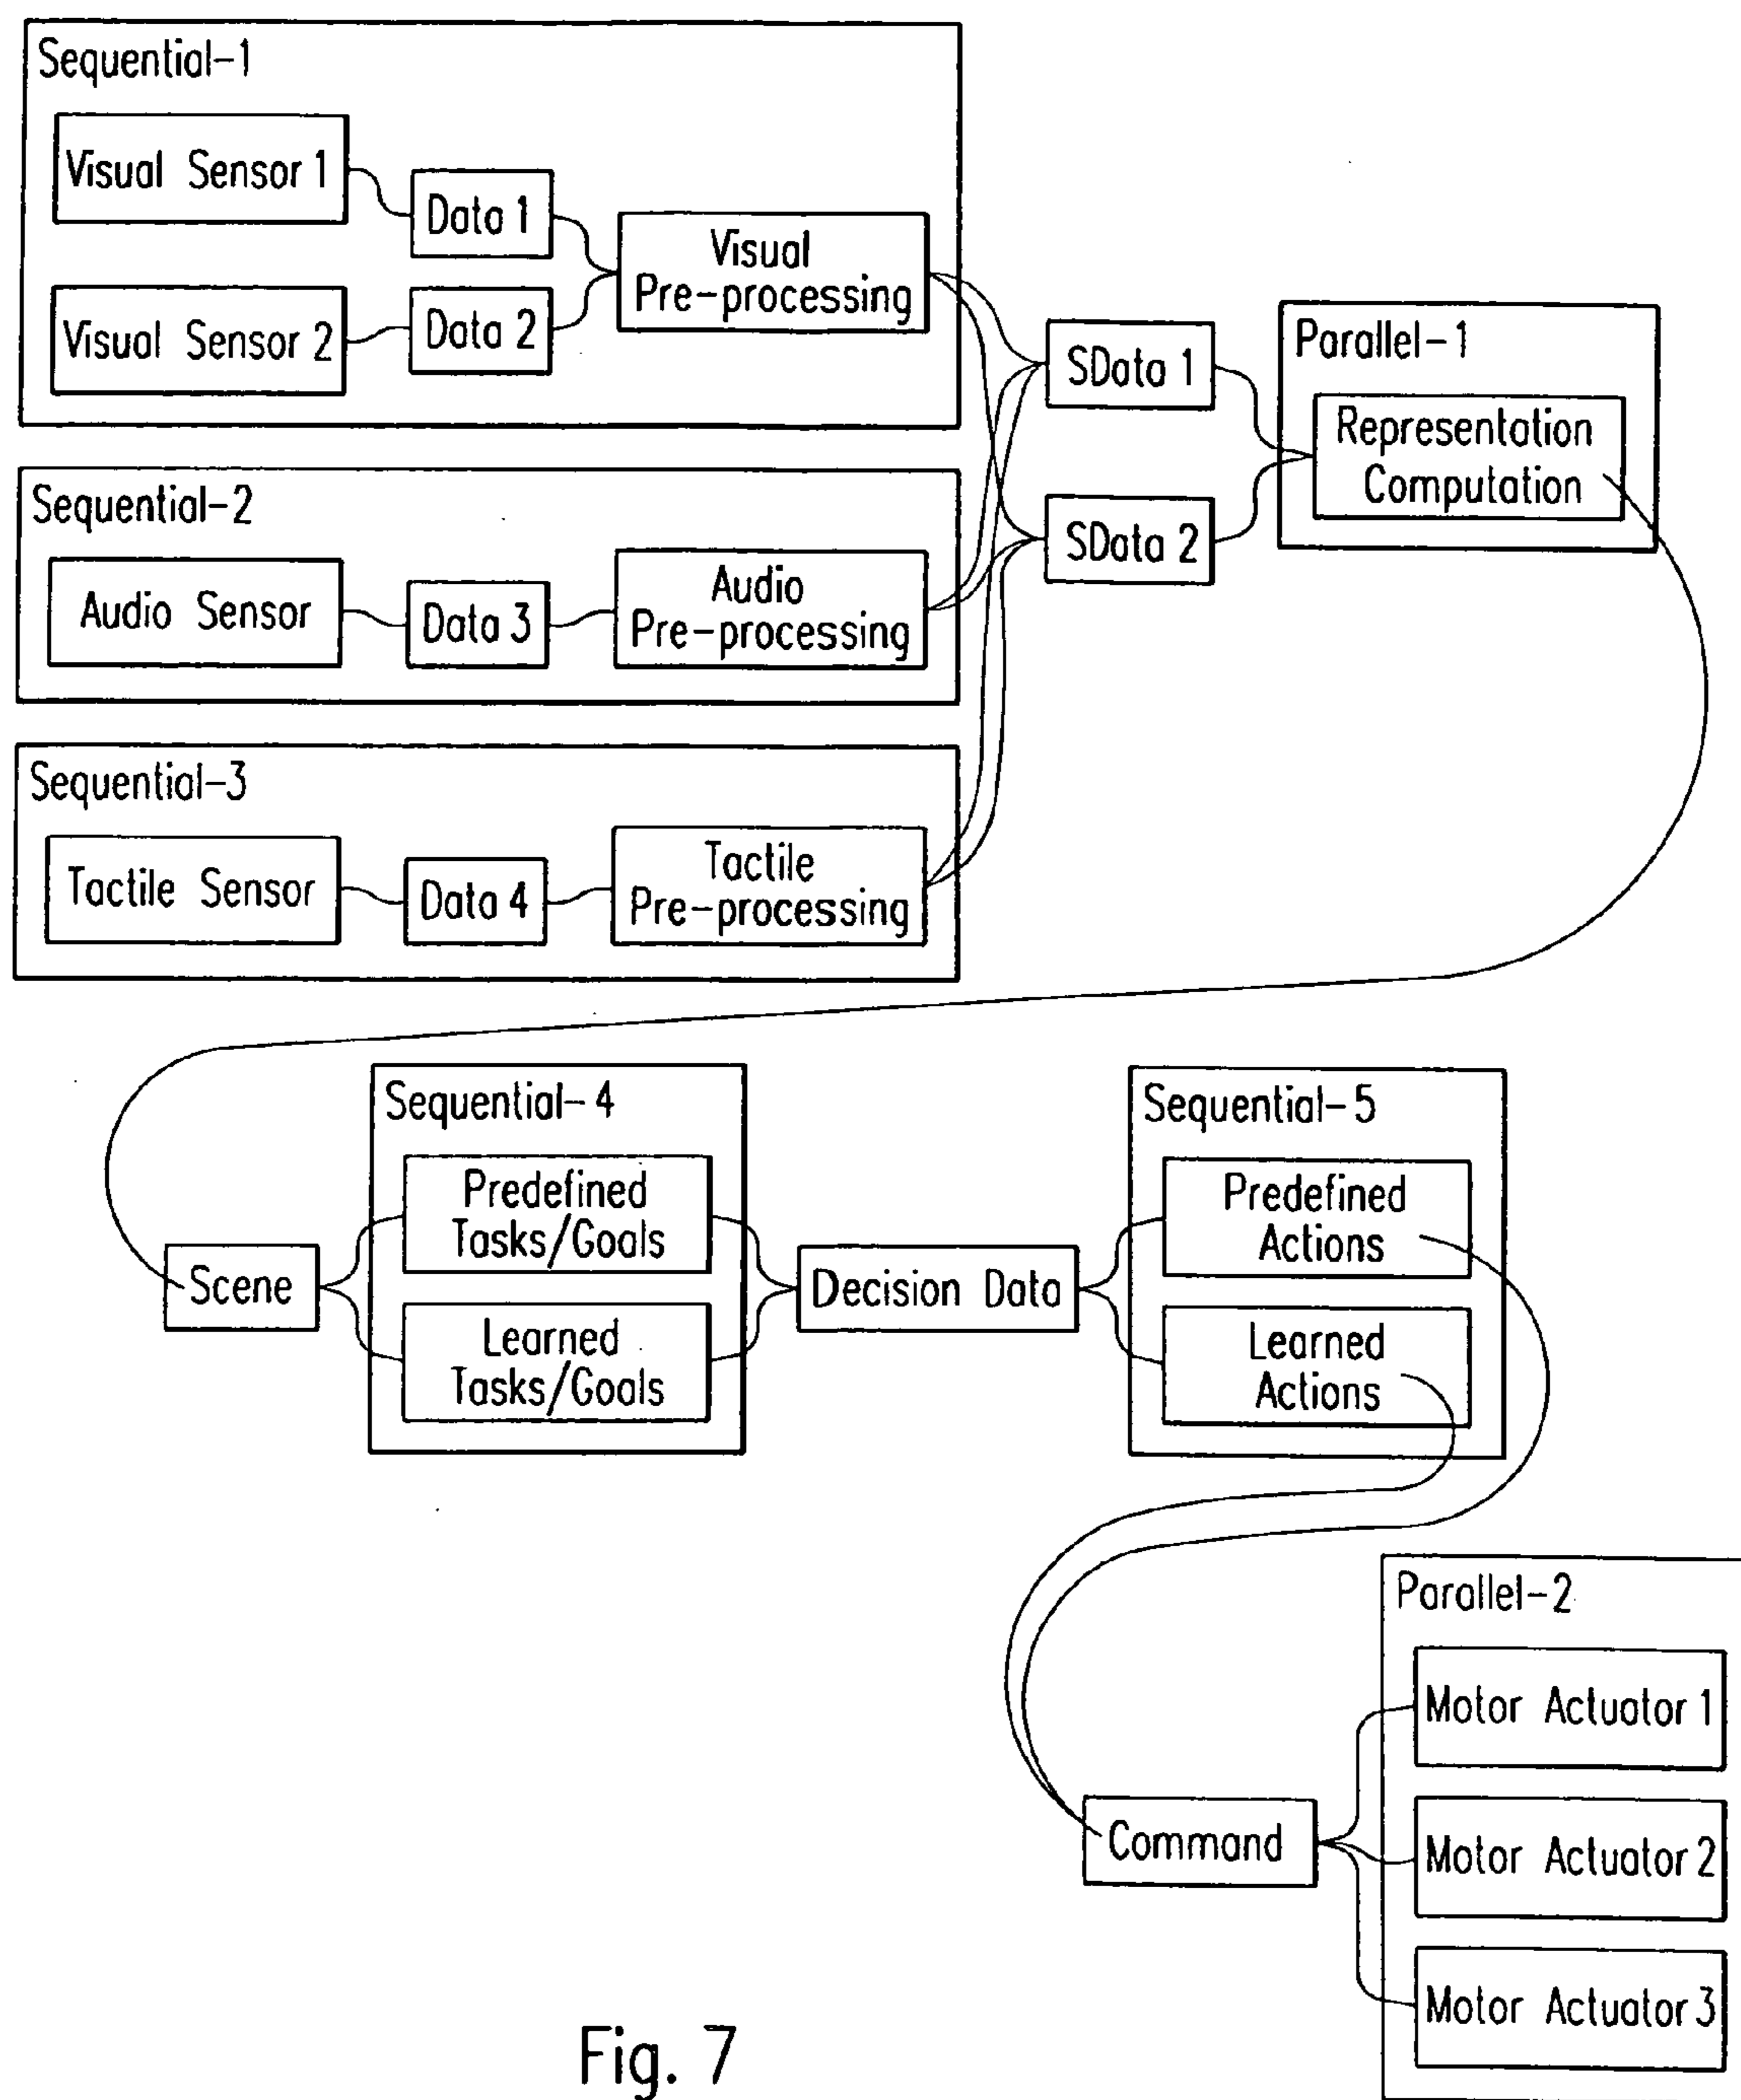 Sequential-1
Visual Sensor 1
Data 1
Visual
Pre-processing
Visual Sensor 2
Data 2
SData 1
Parallel-1
Representation
Computation
Sequential-2
Audio Sensor
Data 3
Audio
Pre-processing
SData 2
Sequential-3
Tactile Sensor
Data 4
Tactile
Pre-processing
Scene
Sequential-4
Predefined
Tasks/Goals
Learned
Tasks/Goals
Decision Data
Sequential-5
Predefined
Actions
Learned
Actions
Command
Parallel-2
Motor Actuator 1
Motor Actuator 2
Motor Actuator 3
Fig. 7